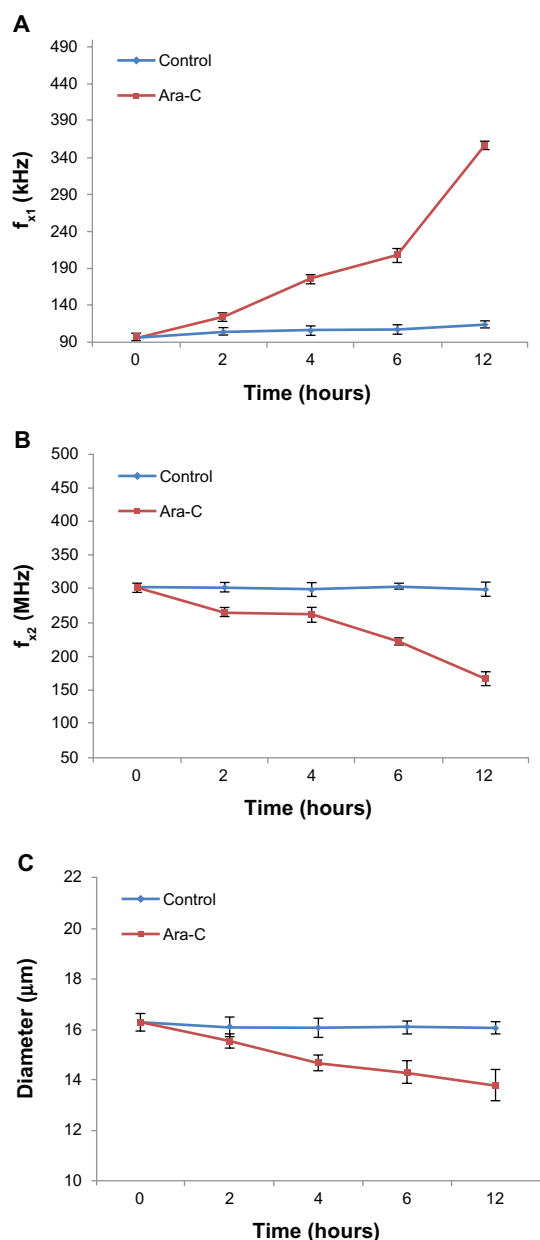 A
490
440
390
340
290
240
190
140
90
f_x1 (kHz)
Control
Ara-C
0 2 4 6 12
Time (hours)
B
500
450
400
350
300
250
200
150
100
50
f_x2 (MHz)
Control
Ara-C
0 2 4 6 12
Time (hours)
C
22
20
18
16
14
12
10
Diameter (µm)
Control
Ara-C
0 2 4 6 12
Time (hours)